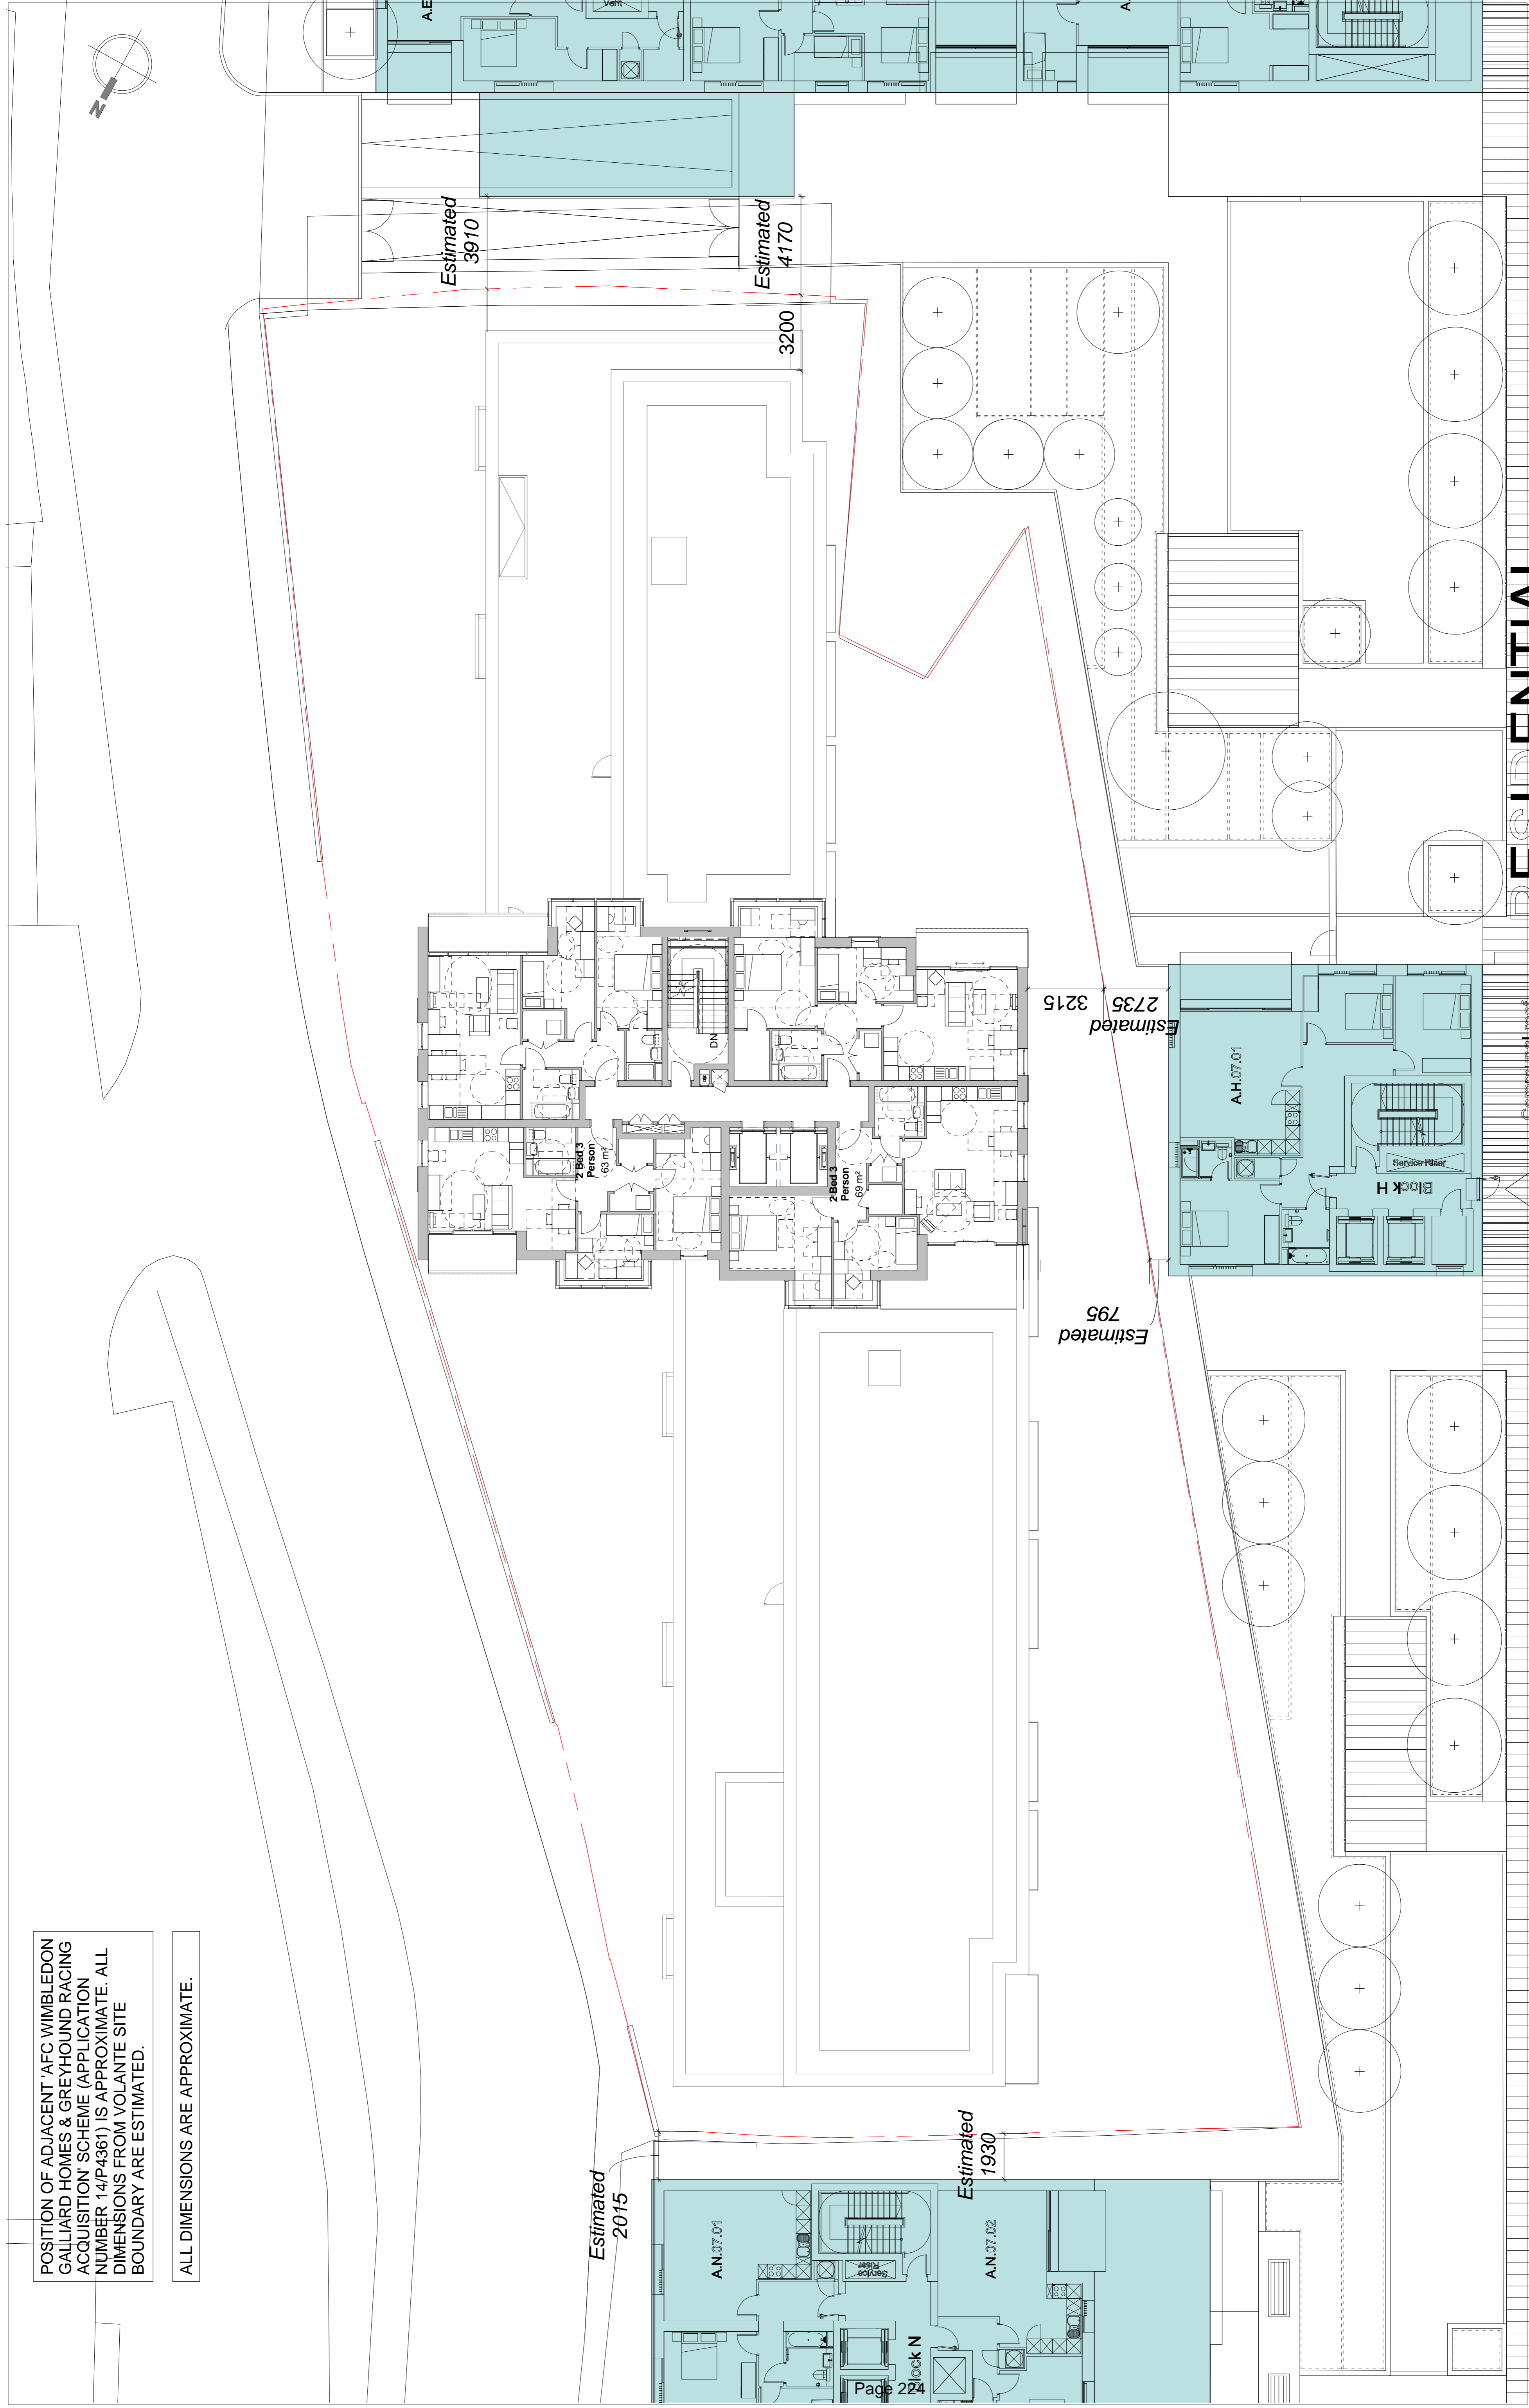 N
A.E
Vent
A.
Estimated
3910
Estimated
4170
3200
RESIDENTIAL
DN
2 Bed 3
Person
63 m²
2 Bed 3
Person
69 m²
3215
Estimated
2735
Estimated
795
A.H.07.01
Service Riser
Block H
POSITION OF ADJACENT 'AFC WIMBLEDON
GALLIARD HOMES & GREYHOUND RACING
ACQUISITION' SCHEME (APPLICATION
NUMBER 14/P4361) IS APPROXIMATE. ALL
DIMENSIONS FROM VOLANTE SITE
BOUNDARY ARE ESTIMATED.
ALL DIMENSIONS ARE APPROXIMATE.
Estimated
2015
Estimated
1930
A.N.07.01
Service
Riser
A.N.07.02
Block N
Page 224